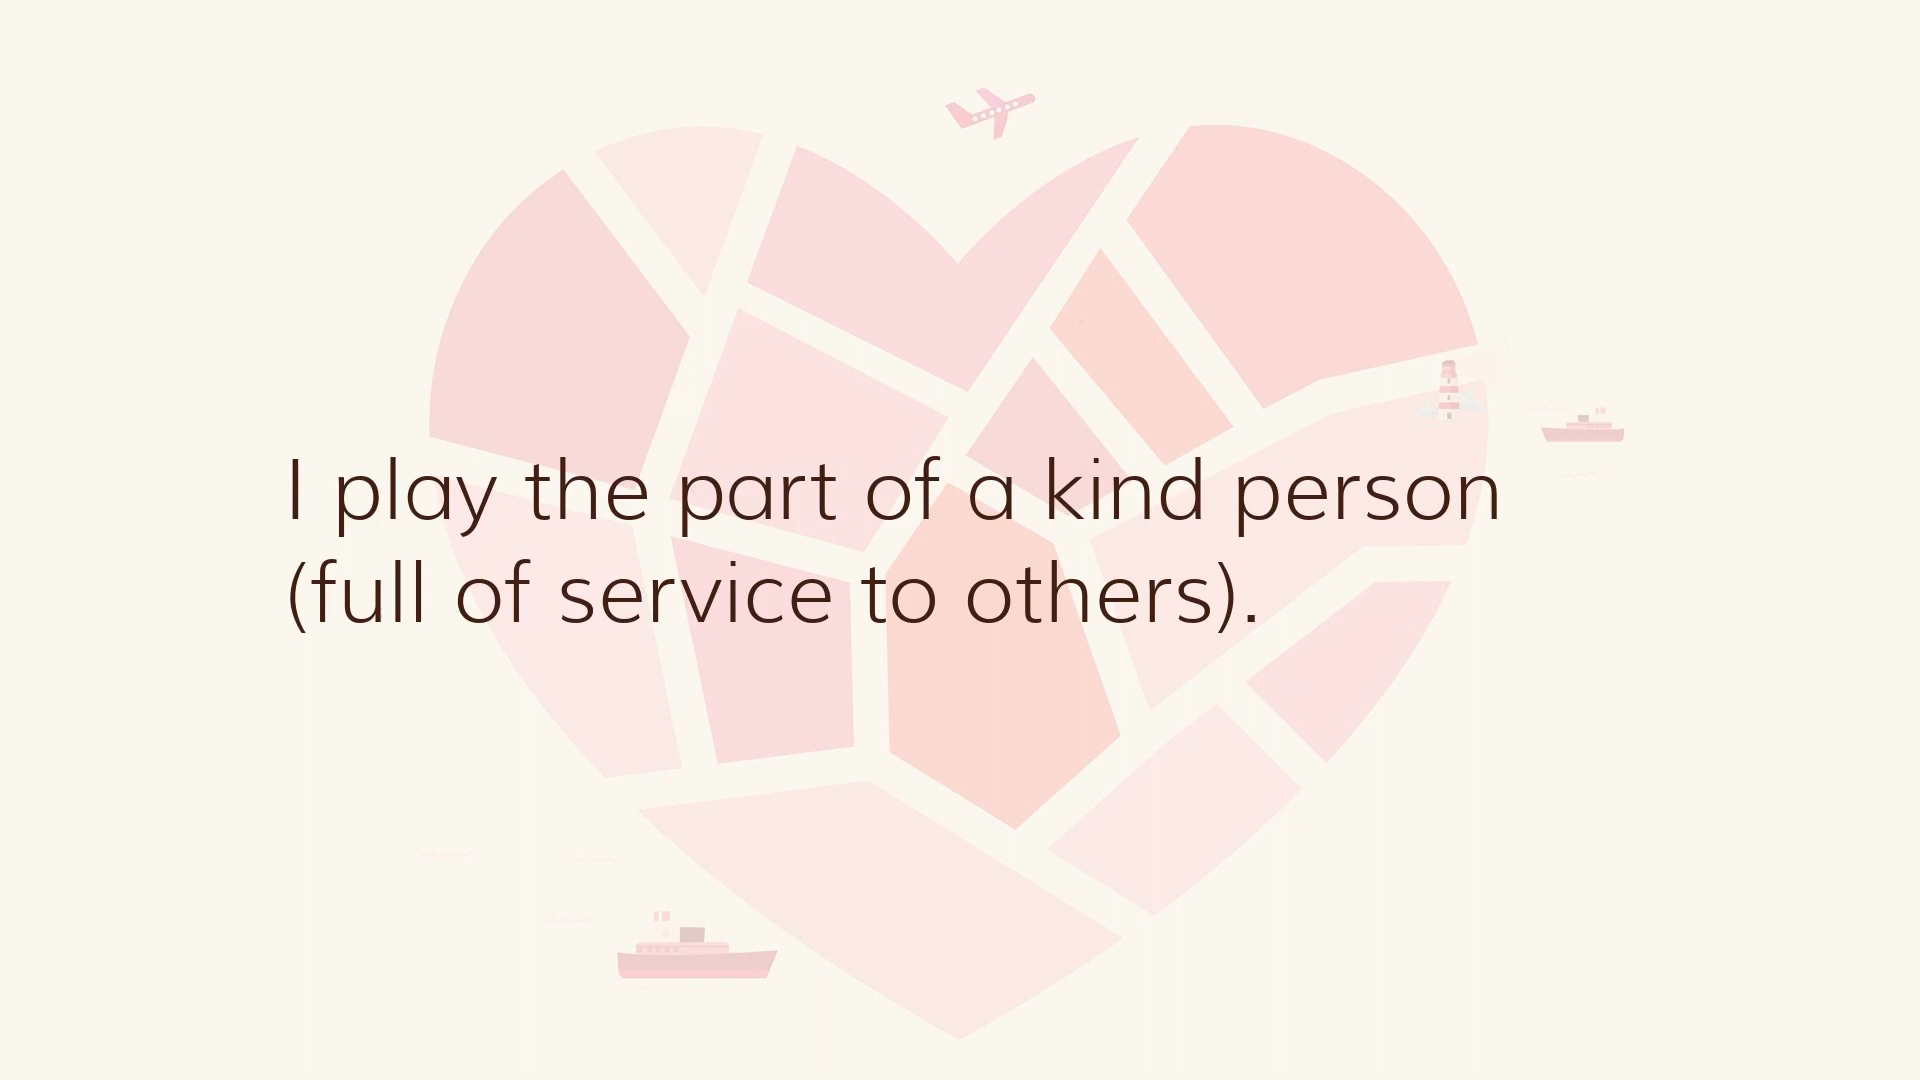 I play the part of a kind person
(full of service to others).